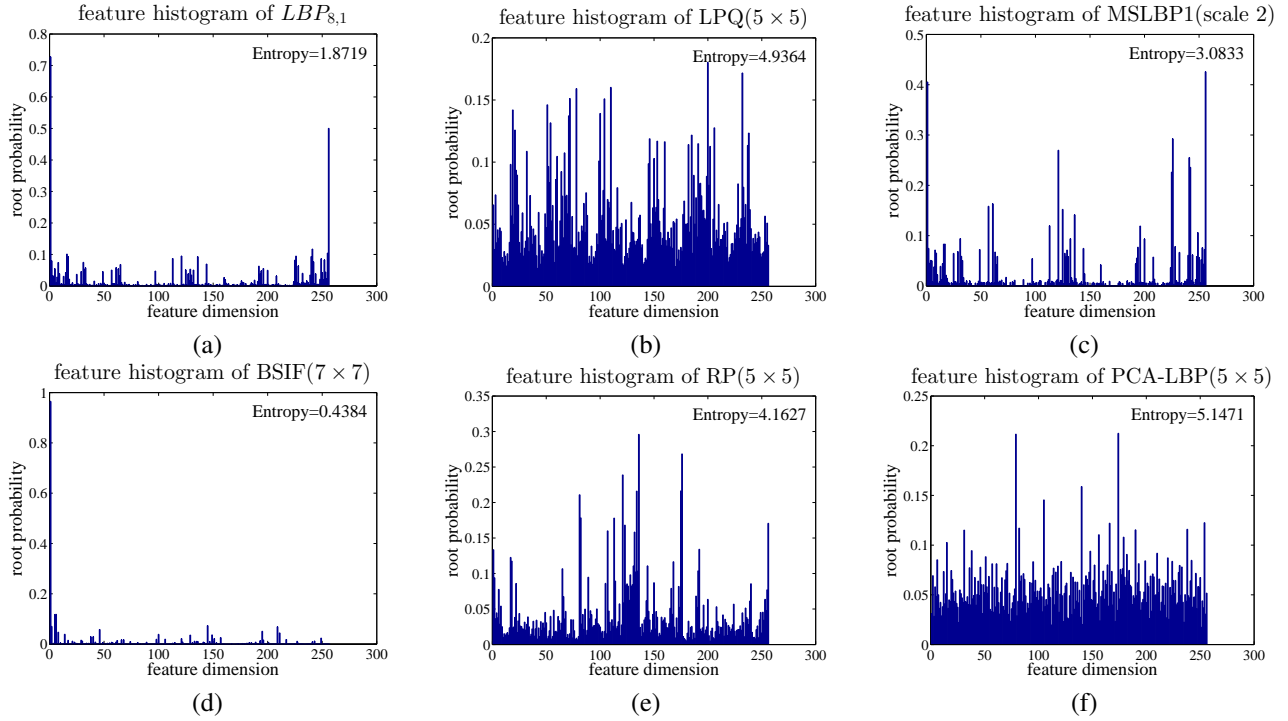 feature histogram of LBP8,1
Entropy=1.8719
root probability
0.8
0.7
0.6
0.5
0.4
0.3
0.2
0.1
0
0 50 100 150 200 250 300
feature dimension
(a)
feature histogram of LPQ(5 × 5)
Entropy=4.9364
root probability
0.2
0.15
0.1
0.05
0
0 50 100 150 200 250 300
feature dimension
(b)
feature histogram of MSLBP1(scale 2)
Entropy=3.0833
root probability
0.5
0.4
0.3
0.2
0.1
0
0 50 100 150 200 250 300
feature dimension
(c)
feature histogram of BSIF(7 × 7)
Entropy=0.4384
root probability
1
0.8
0.6
0.4
0.2
0
0 50 100 150 200 250 300
feature dimension
(d)
feature histogram of RP(5 × 5)
Entropy=4.1627
root probability
0.35
0.3
0.25
0.2
0.15
0.1
0.05
0
0 50 100 150 200 250 300
feature dimension
(e)
feature histogram of PCA-LBP(5 × 5)
Entropy=5.1471
root probability
0.25
0.2
0.15
0.1
0.05
0
0 50 100 150 200 250 300
feature dimension
(f)